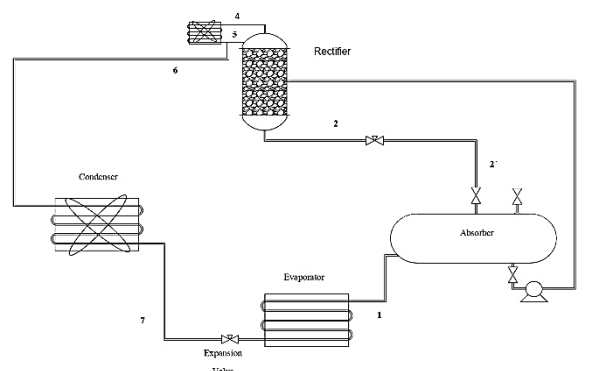 4
5
Rectifier
6
2
2'
Condenser
Absorber
Evaporator
1
7
Expansion